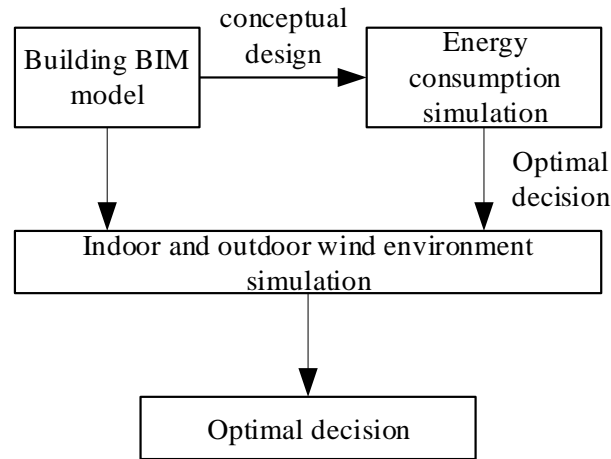 conceptual
design
Building BIM
model
Energy
consumption
simulation
Optimal
decision
Indoor and outdoor wind environment
simulation
Optimal decision